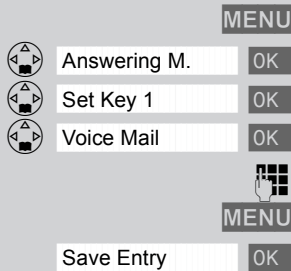 MENU
Answering M. OK
Set Key 1 OK
Voice Mail OK
MENU
Save Entry OK